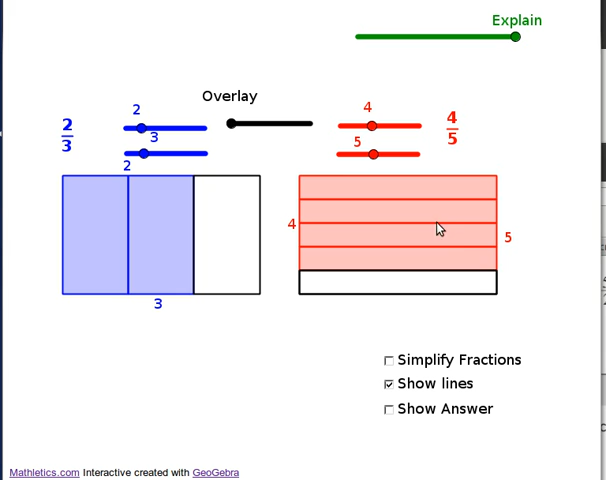 Explain
Overlay
2
3
2
3
2
4
5
4
5
4
5
3
Simplify Fractions
Show lines
Show Answer
Mathletics.com Interactive created with GeoGebra